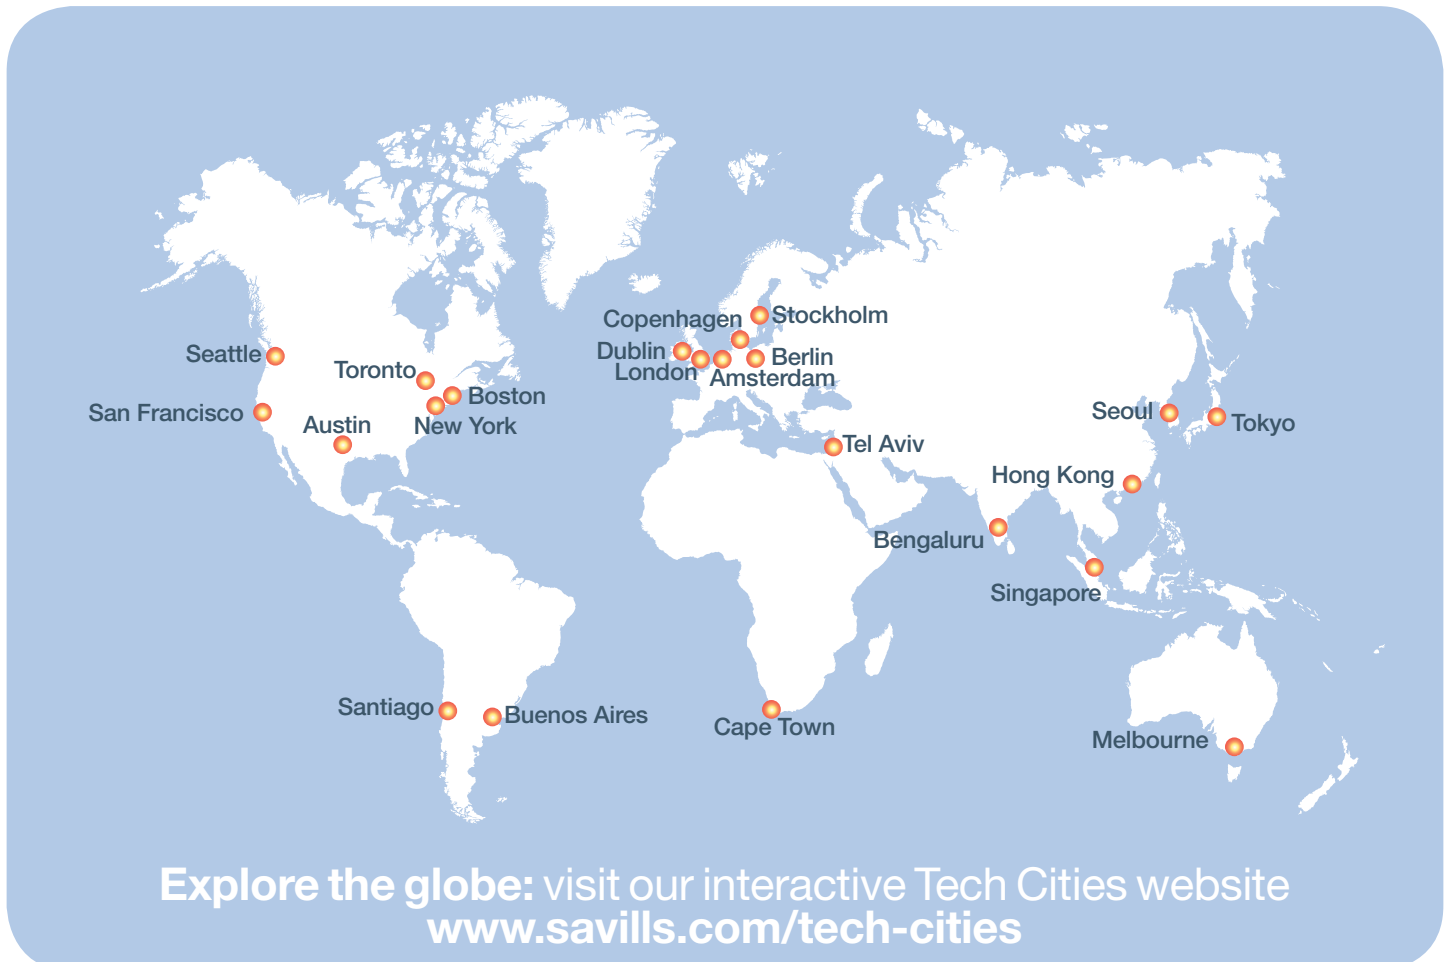 Copenhagen
Stockholm
Dublin
London
Berlin
Amsterdam
Seattle
Toronto
Boston
San Francisco
Austin
New York
Seoul
Tokyo
Tel Aviv
Hong Kong
Bengaluru
Singapore
Santiago
Buenos Aires
Cape Town
Melbourne
Explore the globe: visit our interactive Tech Cities website
www.savills.com/tech-cities